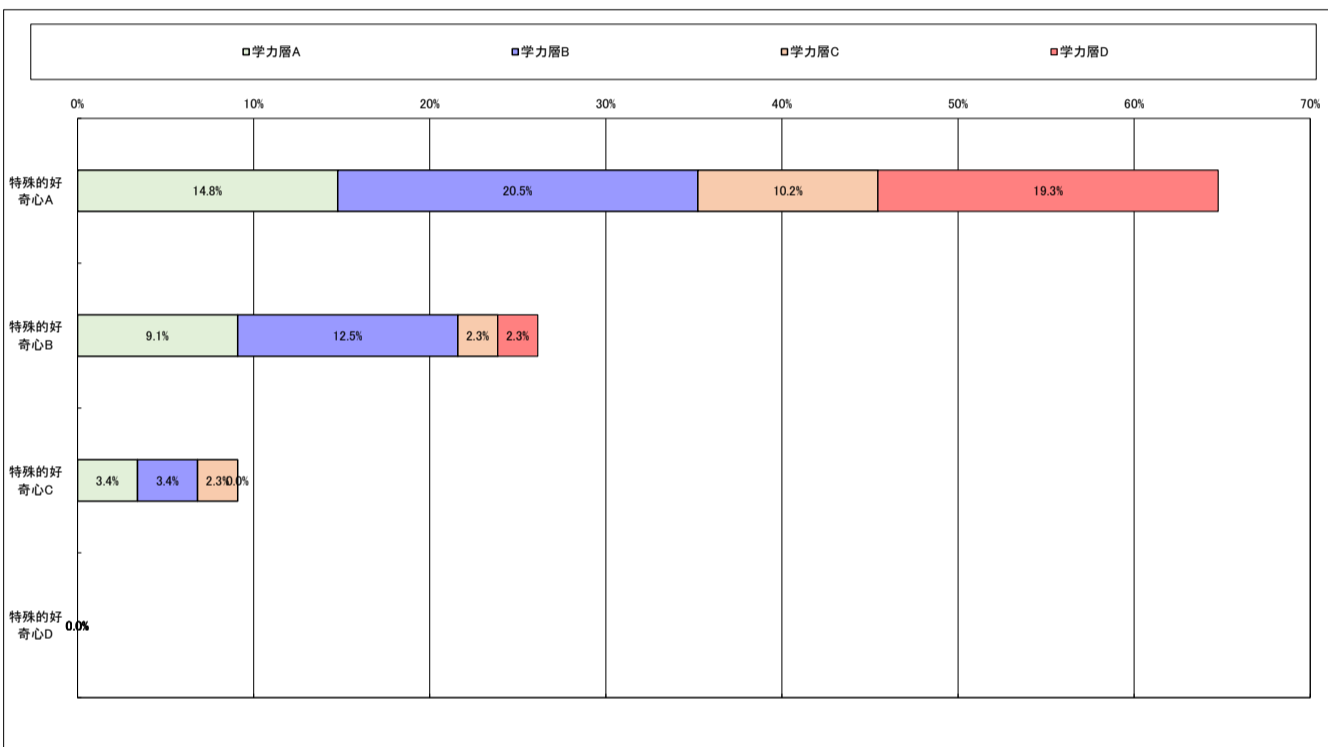 学力層A 学力層B 学力層C 学力層D
0% 10% 20% 30% 40% 50% 60% 70%
特殊的好
奇心A
14.8% 20.5% 10.2% 19.3%
特殊的好
奇心B
9.1% 12.5% 2.3% 2.3%
特殊的好
奇心C
3.4% 3.4% 2.3% 0.0%
特殊的好
奇心D
0.0%